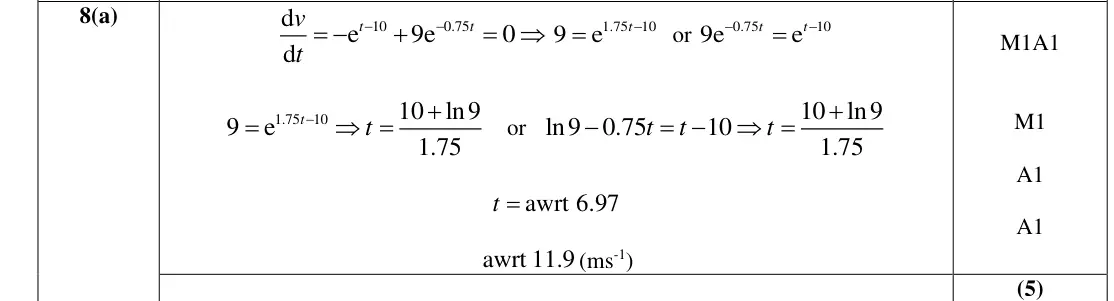 8(a)
dv/dt = −e^(t−10) + 9e^(−0.75t) = 0 ⇒ 9 = e^(1.75t−10) or 9e^(−0.75t) = e^(t−10)
M1A1
9 = e^(1.75t−10) ⇒ t = (10 + ln 9)/1.75 or ln 9 − 0.75t = t − 10 ⇒ t = (10 + ln 9)/1.75
M1
A1
t = awrt 6.97
A1
awrt 11.9 (ms⁻¹)
(5)